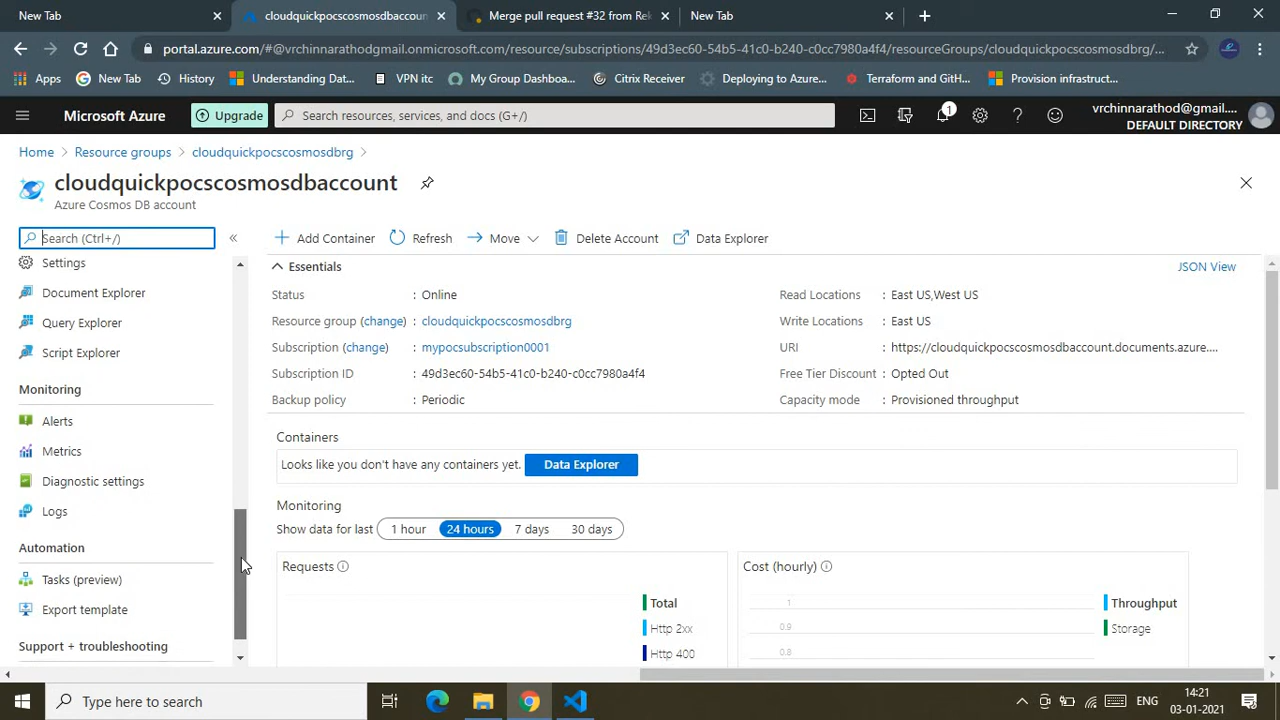 New Tab
cloudquickpocscosmosdbaccoun
Merge pull request #32 from Rek
New Tab
portal.azure.com/#@vrchinnarathodgmail.onmicrosoft.com/resource/subscriptions/49d3ec60-54b5-41c0-b240-c0cc7980a4f4/resourceGroups/cloudquickpocscosmosdbrg/...
Apps
New Tab
History
Understanding Dat...
VPN itc
My Group Dashboa...
Citrix Receiver
Deploying to Azure...
Terraform and GitH...
Provision infrastruct...
Microsoft Azure
Upgrade
Search resources, services, and docs (G+/)
1
vrchinnarathod@gmail....
DEFAULT DIRECTORY
Home > Resource groups > cloudquickpocscosmosdbrg >
cloudquickpocscosmosdbaccount
Azure Cosmos DB account
Search (Ctrl+/)
«
Settings
Document Explorer
Query Explorer
Script Explorer
Monitoring
Alerts
Metrics
Diagnostic settings
Logs
Automation
Tasks (preview)
Export template
Support + troubleshooting
Add Container
Refresh
Move
Delete Account
Data Explorer
Essentials
JSON View
Status : Online
Resource group (change) : cloudquickpocscosmosdbrg
Subscription (change) : mypocsubscription0001
Subscription ID : 49d3ec60-54b5-41c0-b240-c0cc7980a4f4
Backup policy : Periodic
Read Locations : East US,West US
Write Locations : East US
URI : https://cloudquickpocscosmosdbaccount.documents.azure....
Free Tier Discount : Opted Out
Capacity mode : Provisioned throughput
Containers
Looks like you don't have any containers yet.
Data Explorer
Monitoring
Show data for last
1 hour
24 hours
7 days
30 days
Requests
Total
Http 2xx
Http 400
Cost (hourly)
1
0.9
0.8
Throughput
Storage
Type here to search
ENG
14:21
03-01-2021